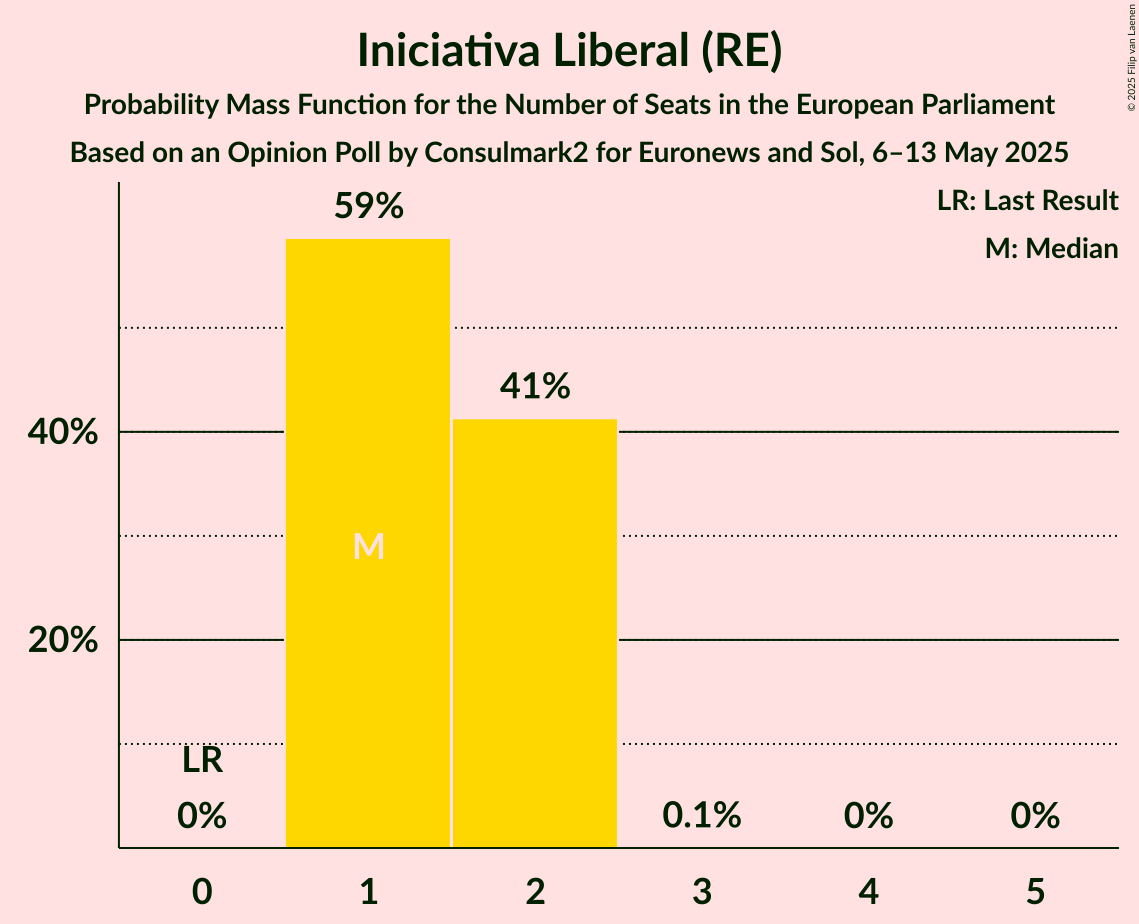 Iniciativa Liberal (RE)
Probability Mass Function for the Number of Seats in the European Parliament
Based on an Opinion Poll by Consulmark2 for Euronews and Sol, 6–13 May 2025
© 2025 Filip van Laenen
LR: Last Result
M: Median
59%
41%
40%
M
20%
LR
0%
0.1%
0%
0%
0
1
2
3
4
5